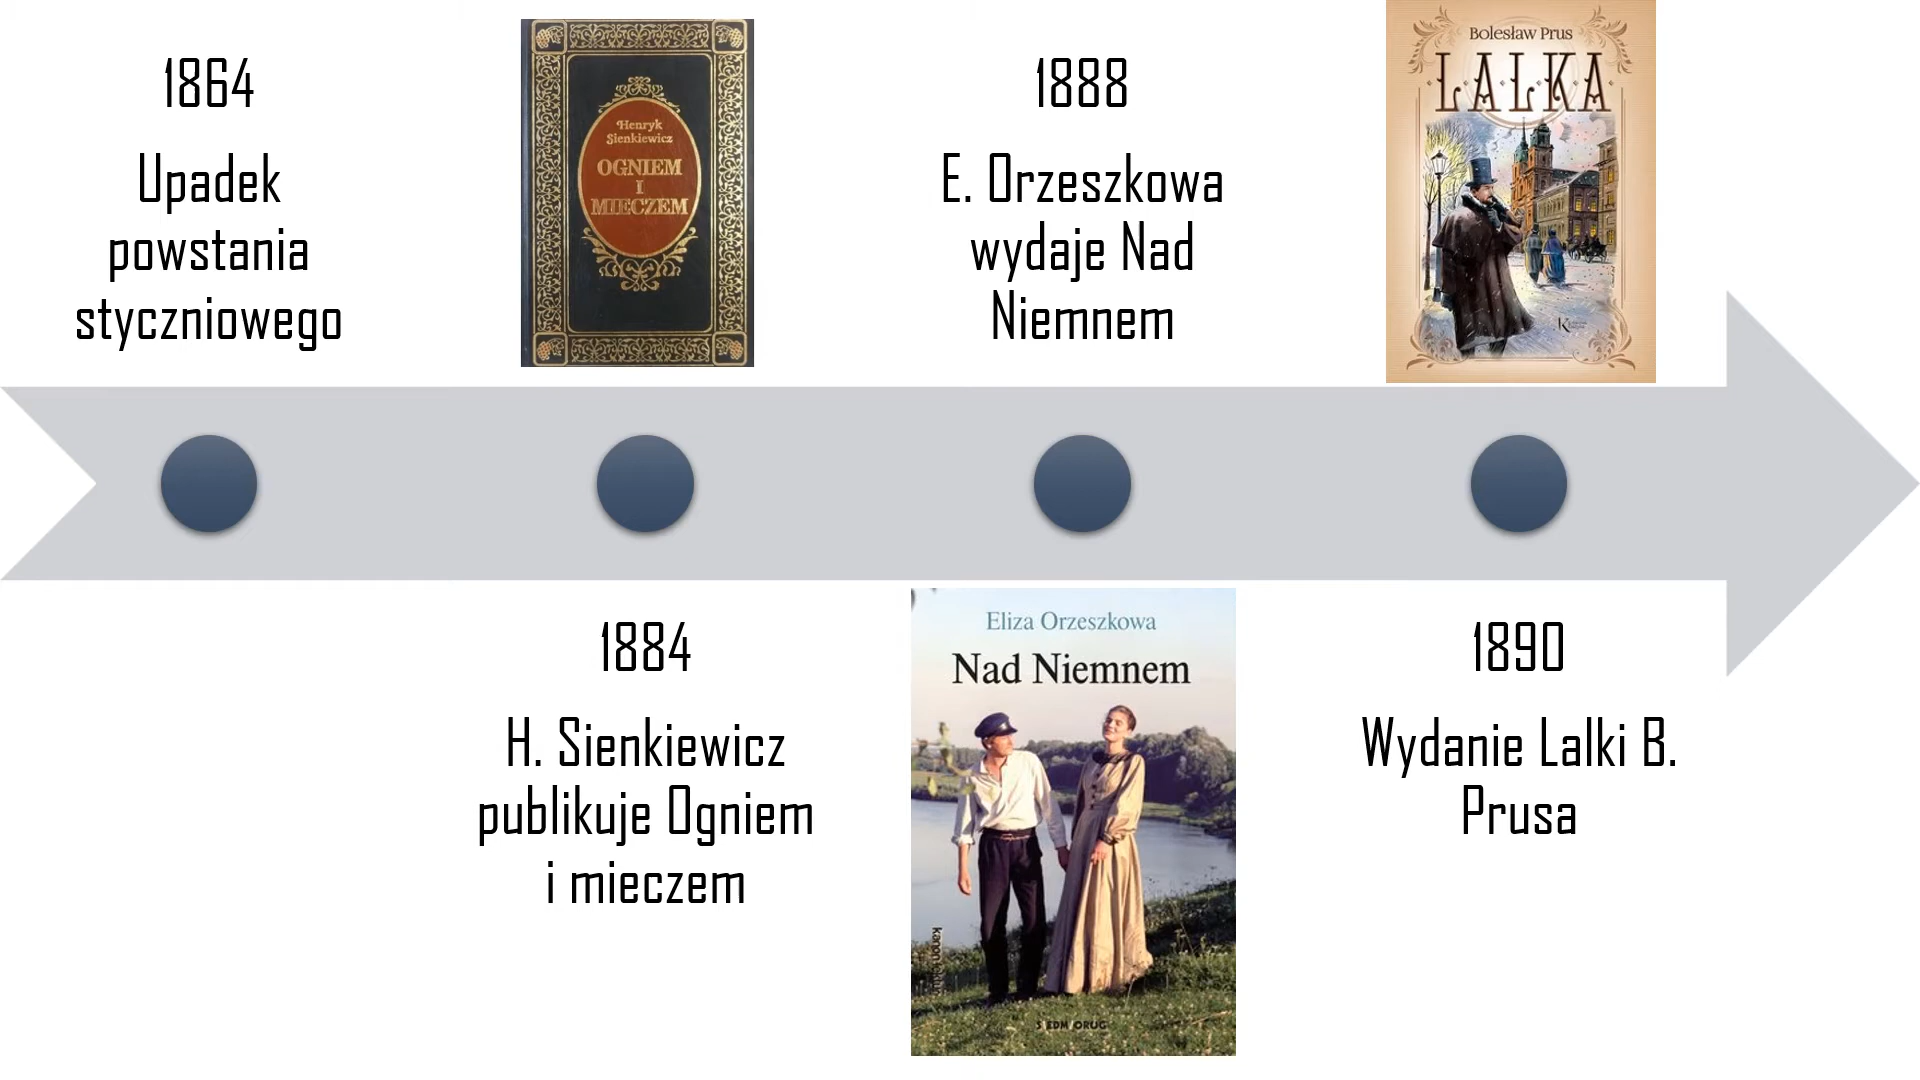 1864
Upadek
powstania
styczniowego
Henryk
Sienkiewicz
OGNIEM
I
MIECZEM
1888
E. Orzeszkowa
wydaje Nad
Niemnem
Bolesław Prus
LALKA
1884
H. Sienkiewicz
publikuje Ogniem
i mieczem
Eliza Orzeszkowa
Nad Niemnem
1890
Wydanie Lalki B.
Prusa